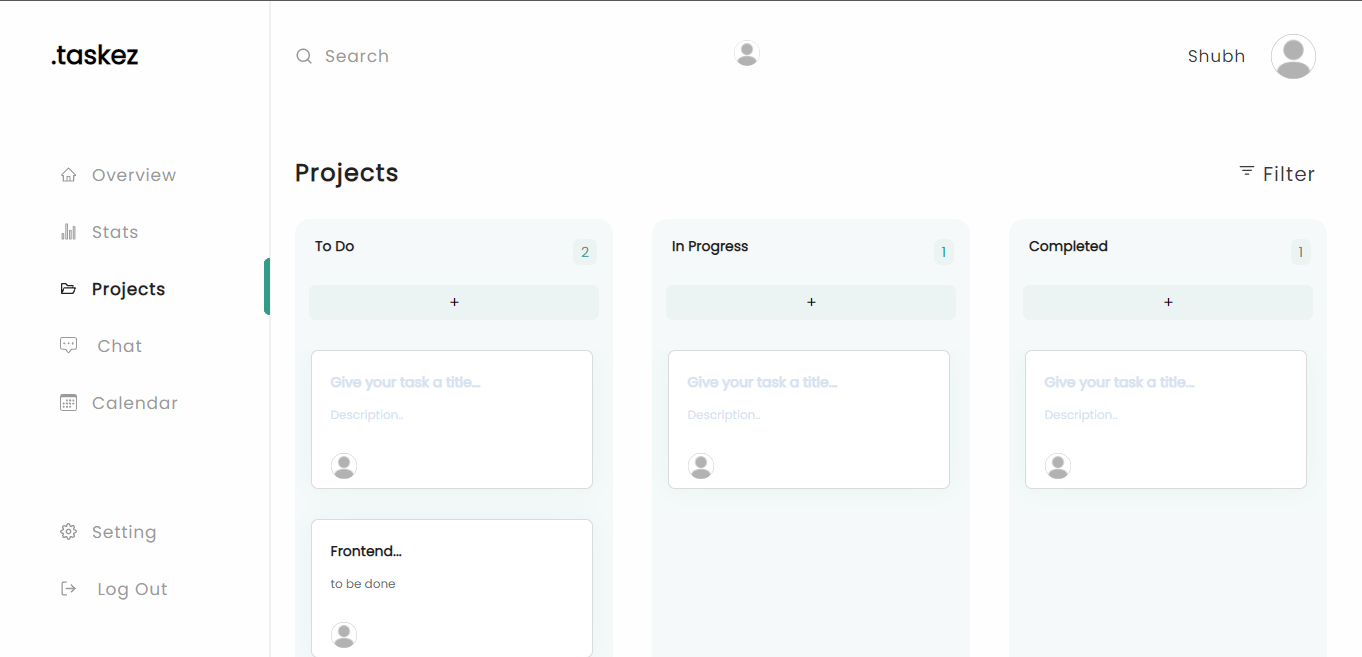 .taskez
Search
Shubh
Overview
Stats
Projects
Chat
Calendar
Setting
Log Out
Projects
Filter
To Do
2
+
Give your task a title...
Description..
Frontend...
to be done
In Progress
1
+
Give your task a title...
Description..
Completed
1
+
Give your task a title...
Description..